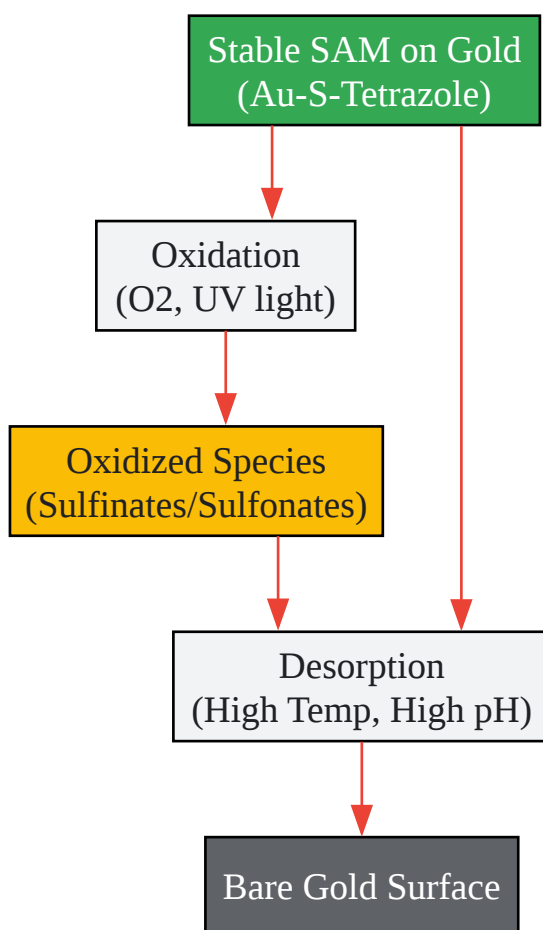 Stable SAM on Gold
(Au-S-Tetrazole)
Oxidation
(O2, UV light)
Oxidized Species
(Sulfinates/Sulfonates)
Desorption
(High Temp, High pH)
Bare Gold Surface